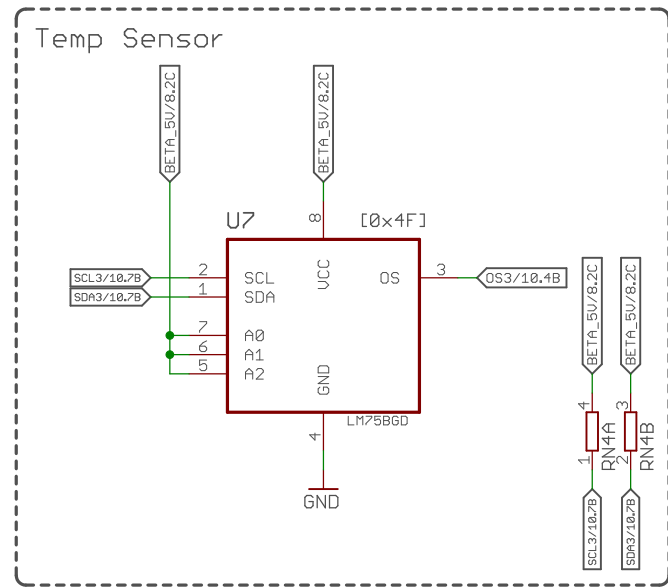 Temp Sensor
BETA_5V/8.2C
BETA_5V/8.2C
U7
[0x4F]
8
VCC
SCL3/10.7B
2
SCL
OS
3
OS3/10.4B
SDA3/10.7B
1
SDA
7
A0
6
A1
5
A2
GND
LM75BGD
4
GND
BETA_5V/8.2C
BETA_5V/8.2C
4
3
RN4A
RN4B
1
2
SCL3/10.7B
SDA3/10.7B